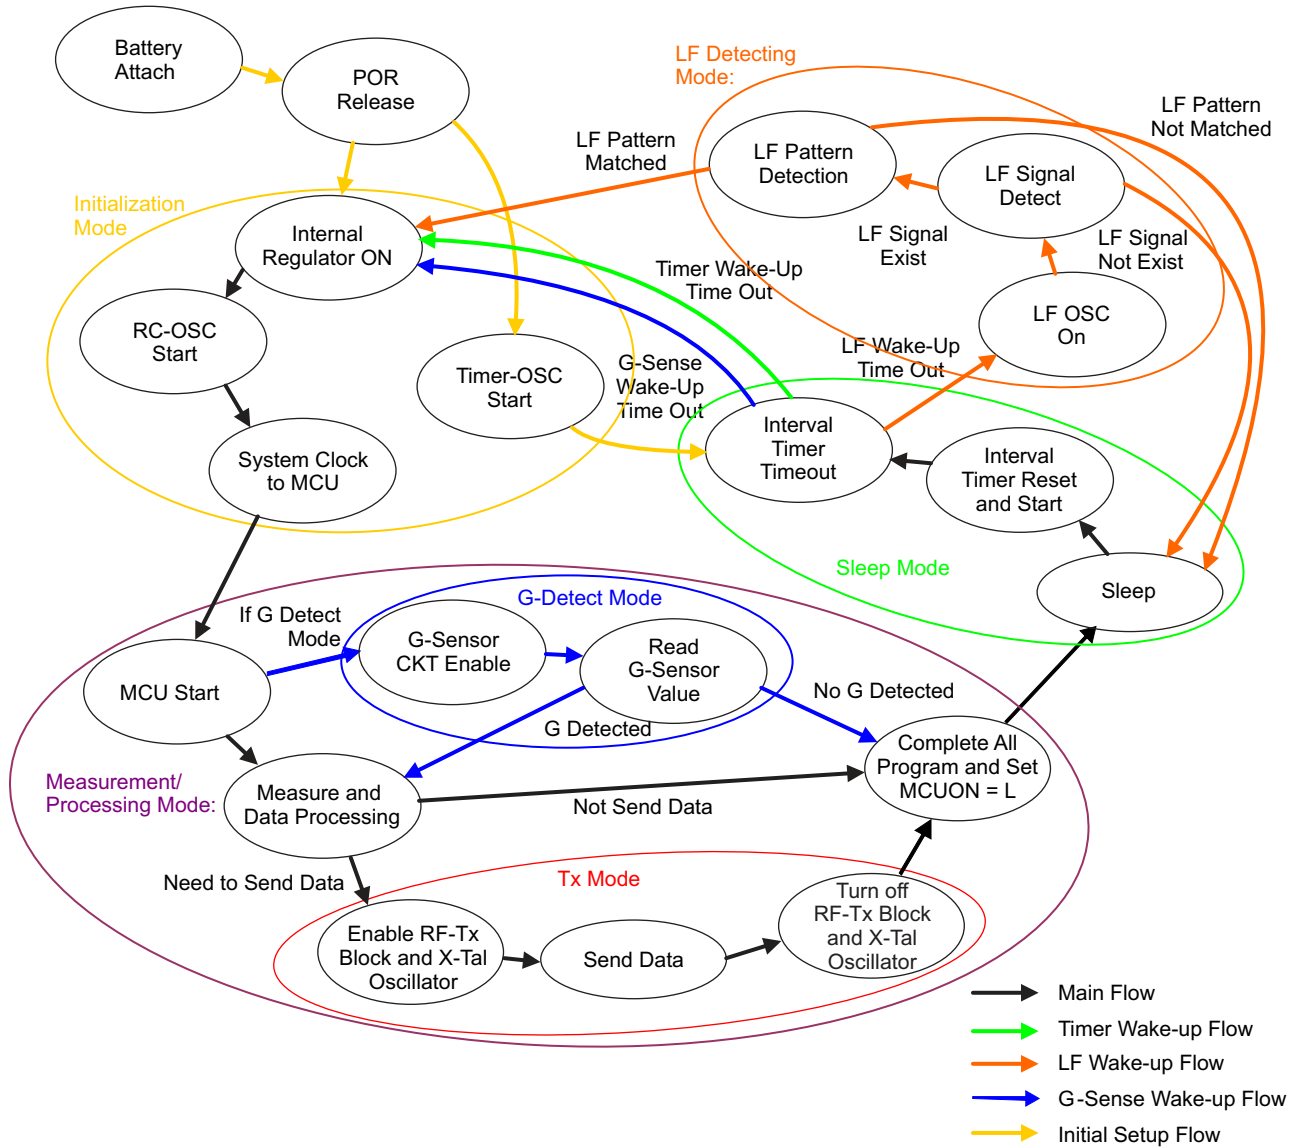 Battery
Attach
POR
Release
LF Detecting
Mode:
LF Pattern
Not Matched
LF Pattern
Matched
LF Pattern
Detection
LF Signal
Detect
Initialization
Mode
Internal
Regulator ON
LF Signal
Exist
LF Signal
Not Exist
Timer Wake-Up
Time Out
RC-OSC
Start
LF OSC
On
LF Wake-Up
Time Out
Timer-OSC
Start
G-Sense
Wake-Up
Time Out
Interval
Timer
Timeout
System Clock
to MCU
Interval
Timer Reset
and Start
Sleep Mode
Sleep
G-Detect Mode
If G Detect
Mode
G-Sensor
CKT Enable
Read
G-Sensor
Value
MCU Start
No G Detected
G Detected
Complete All
Program and Set
MCUON = L
Measurement/
Processing Mode:
Measure and
Data Processing
Not Send Data
Need to Send Data
Tx Mode
Turn off
RF-Tx Block
and X-Tal
Oscillator
Enable RF-Tx
Block and X-Tal
Oscillator
Send Data
Main Flow
Timer Wake-up Flow
LF Wake-up Flow
G-Sense Wake-up Flow
Initial Setup Flow